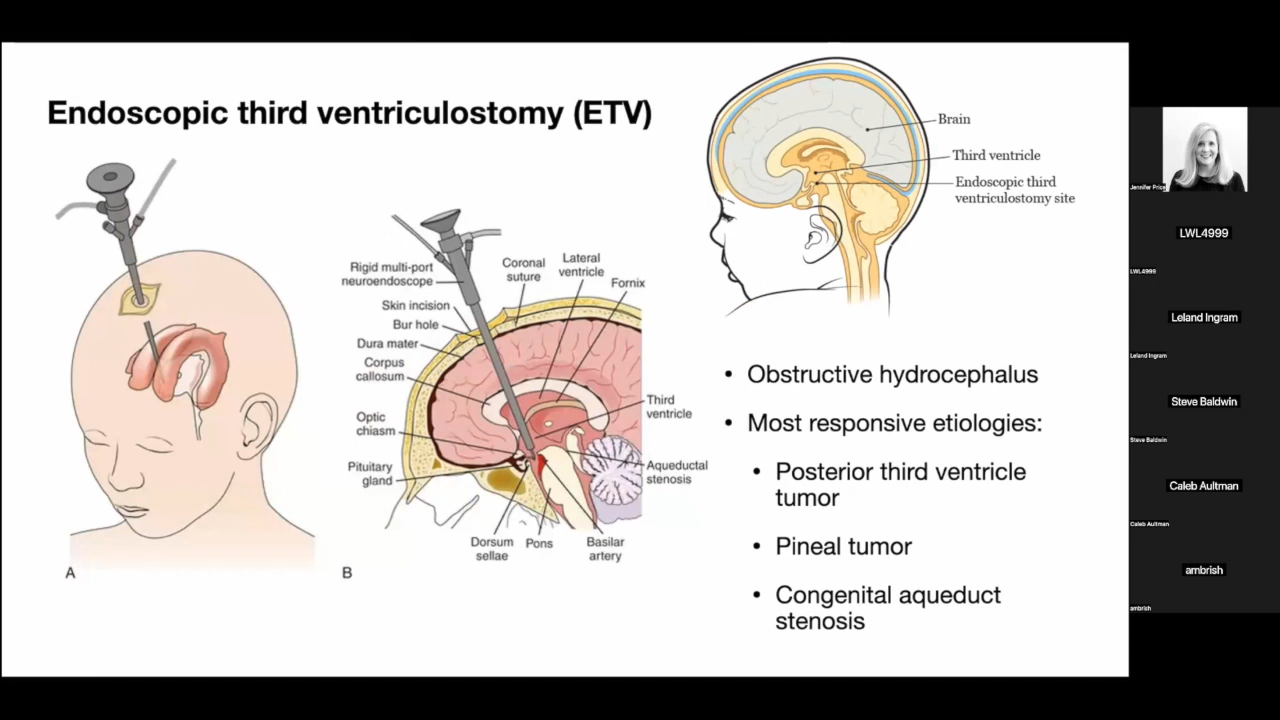 Endoscopic third ventriculostomy (ETV)
A
Rigid multi-port
neuroendoscope
Skin incision
Bur hole
Dura mater
Corpus
callosum
Optic
chiasm
Pituitary
gland
Coronal
suture
Lateral
ventricle
Fornix
Third
ventricle
Aqueductal
stenosis
Dorsum
sellae
Pons
Basilar
artery
B
Brain
Third ventricle
Endoscopic third
ventriculostomy site
• Obstructive hydrocephalus
• Most responsive etiologies:
• Posterior third ventricle
tumor
• Pineal tumor
• Congenital aqueduct
stenosis
Jennifer Price
LWL4999
LWL4999
Leland Ingram
Leland Ingram
Steve Baldwin
Steve Baldwin
Caleb Aultman
Caleb Aultman
ambrish
ambrish